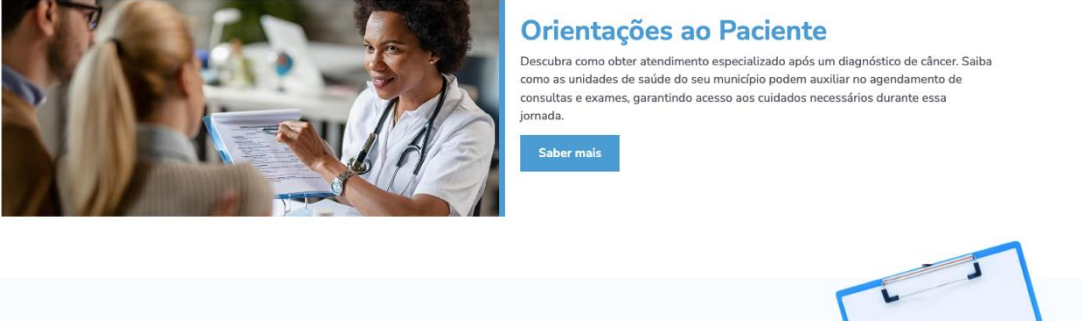 Orientações ao Paciente
Descubra como obter atendimento especializado após um diagnóstico de câncer. Saiba
como as unidades de saúde do seu município podem auxiliar no agendamento de
consultas e exames, garantindo acesso aos cuidados necessários durante essa
jornada.
Saber mais